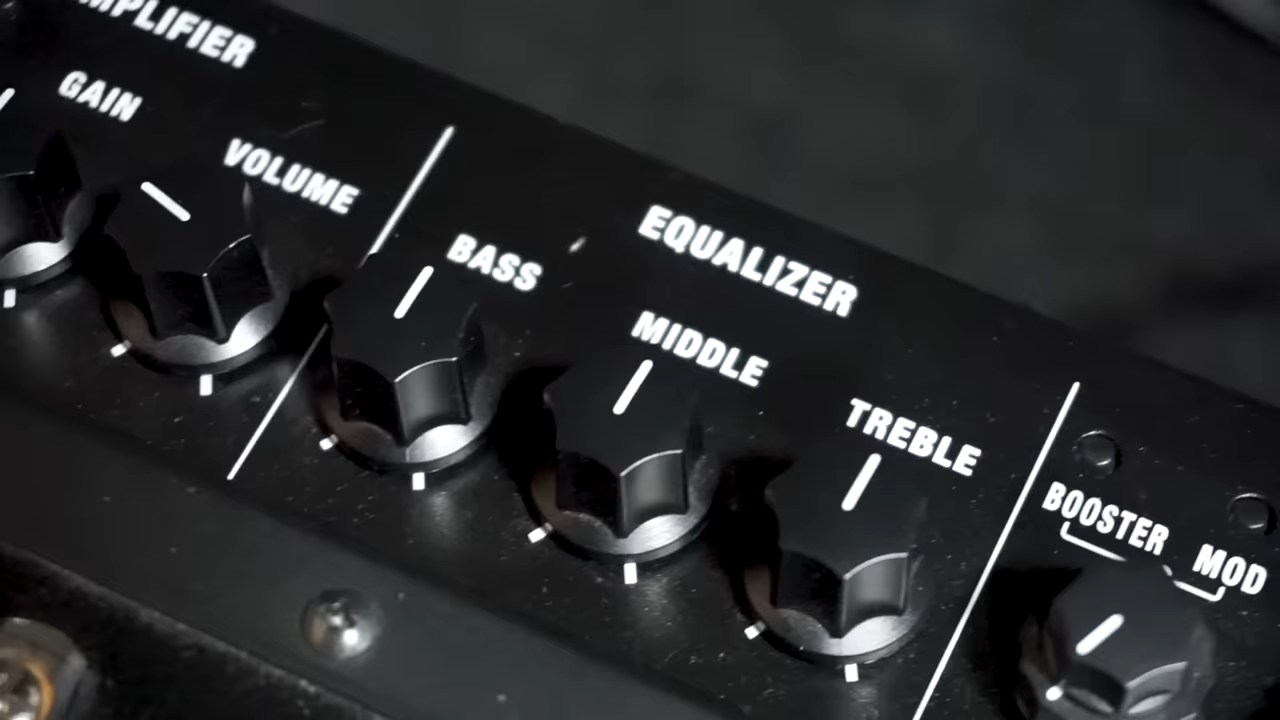 MPLIFIER
GAIN
VOLUME
EQUALIZER
BASS
MIDDLE
TREBLE
BOOSTER
MOD